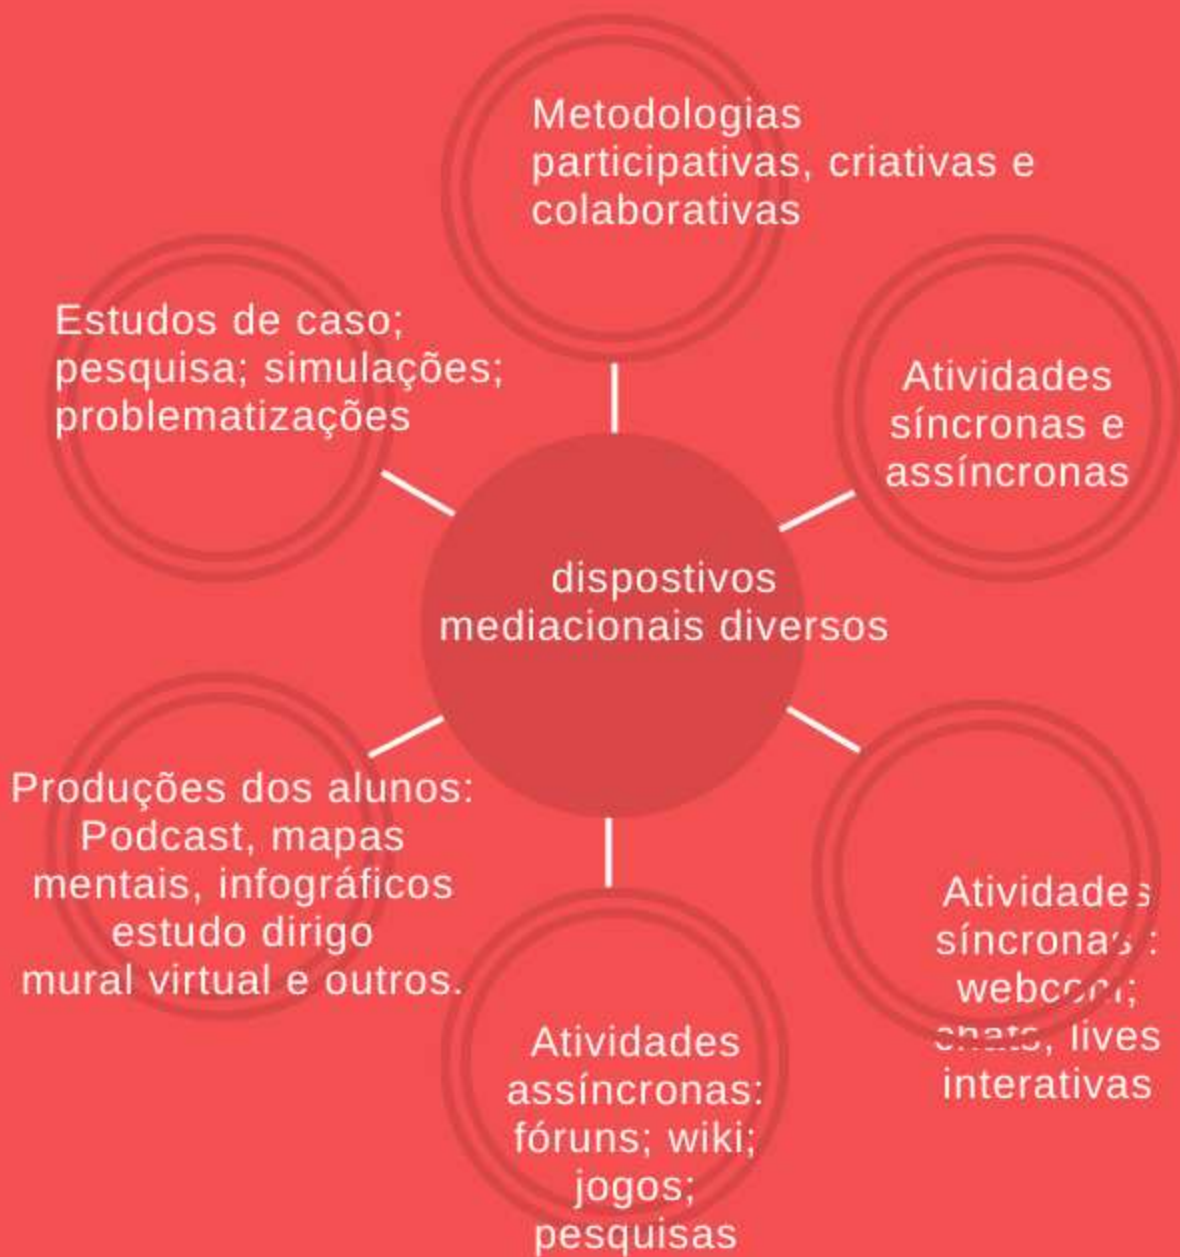 Metodologias
participativas, criativas e
colaborativas
Estudos de caso;
pesquisa; simulações;
problematizações
Atividades
síncronas e
assíncronas
dispostivos
mediacionais diversos
Produções dos alunos:
Podcast, mapas
mentais, infográficos
estudo dirigo
mural virtual e outros.
Atividades
síncronas :
webconf;
chats, lives
interativas
Atividades
assíncronas:
fóruns; wiki;
jogos;
pesquisas